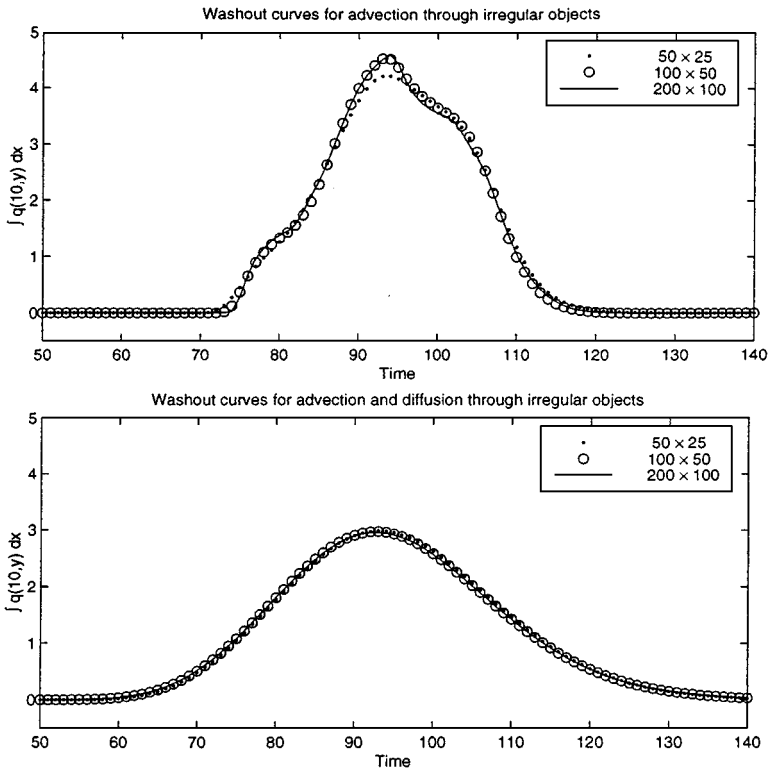 Washout curves for advection through irregular objects
5
4
3
2
1
0
∫ q(10,y) dx
50 × 25
100 × 50
200 × 100
50 60 70 80 90 100 110 120 130 140
Time
Washout curves for advection and diffusion through irregular objects
5
4
3
2
1
0
∫ q(10,y) dx
50 × 25
100 × 50
200 × 100
50 60 70 80 90 100 110 120 130 140
Time